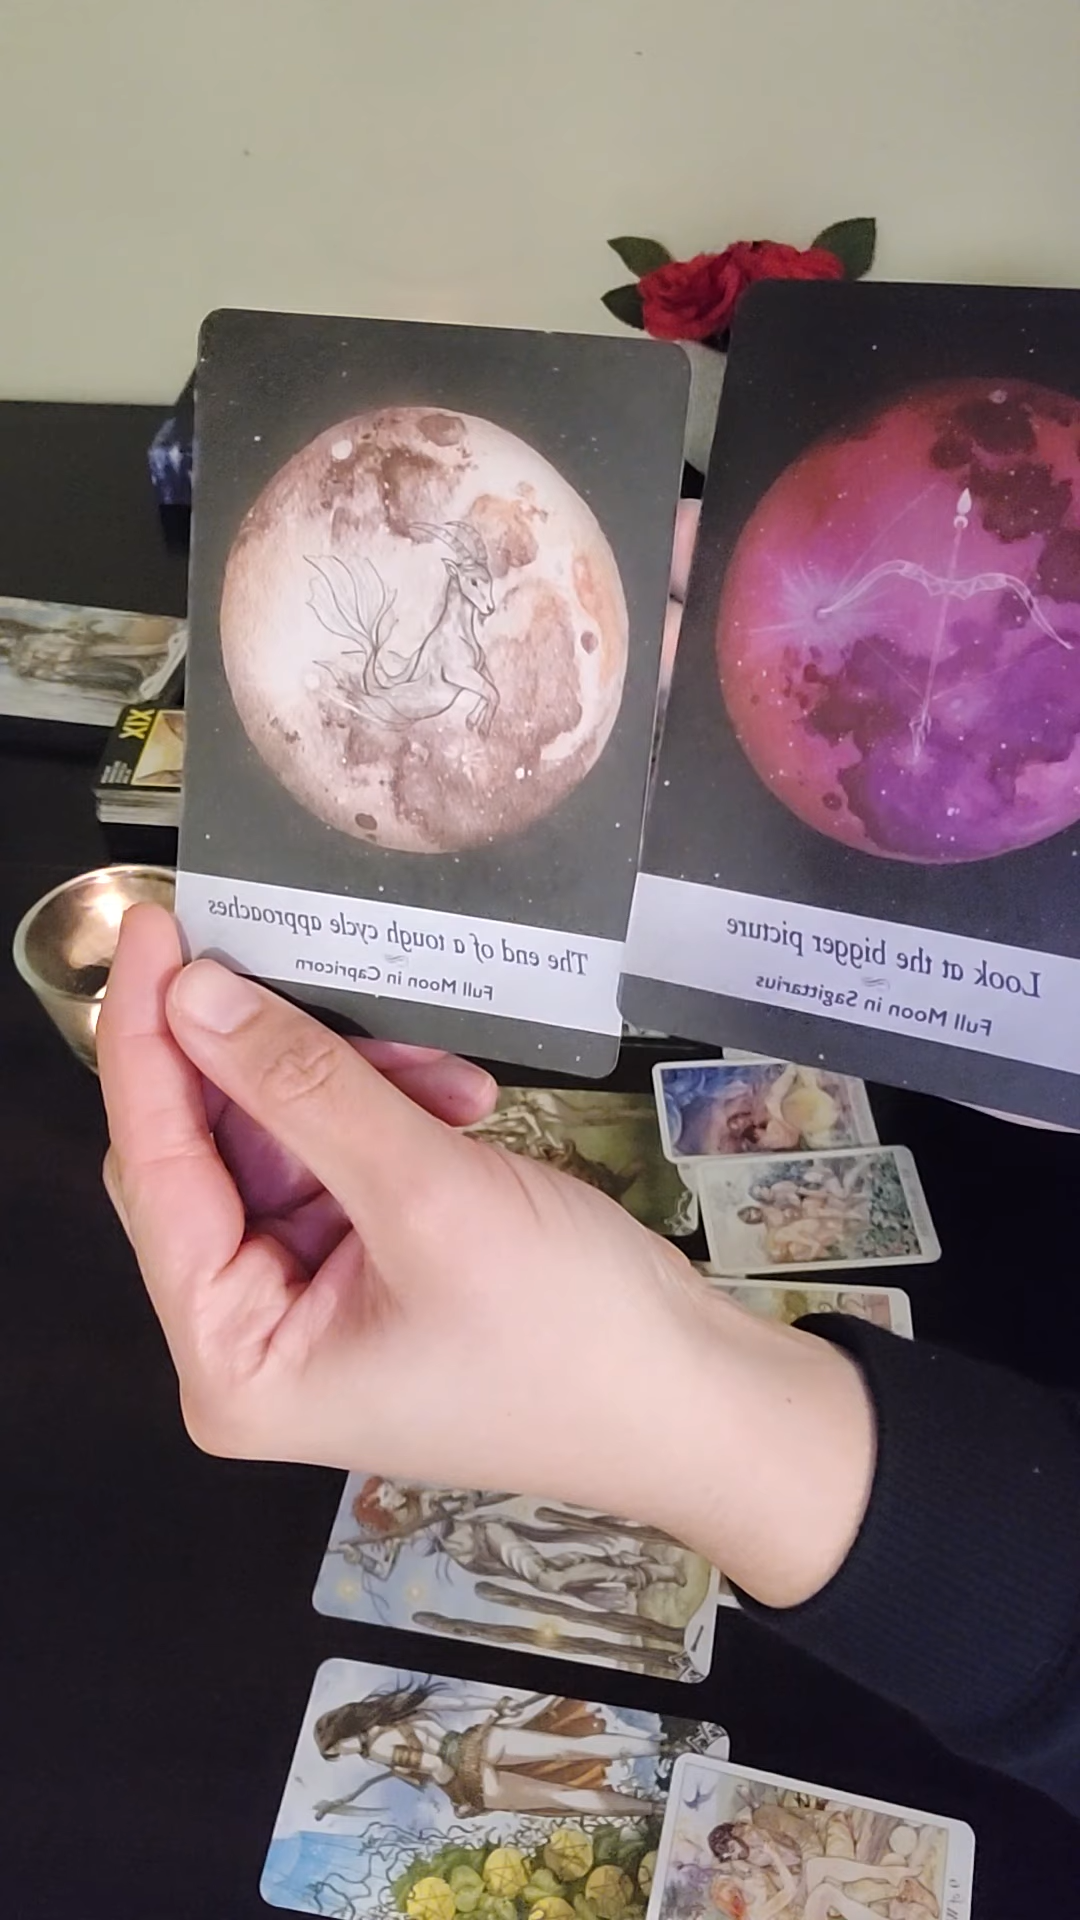 The end of a tough cycle approaches
Full Moon in Capricorn
Look at the bigger picture
Full Moon in Sagittarius
XIX